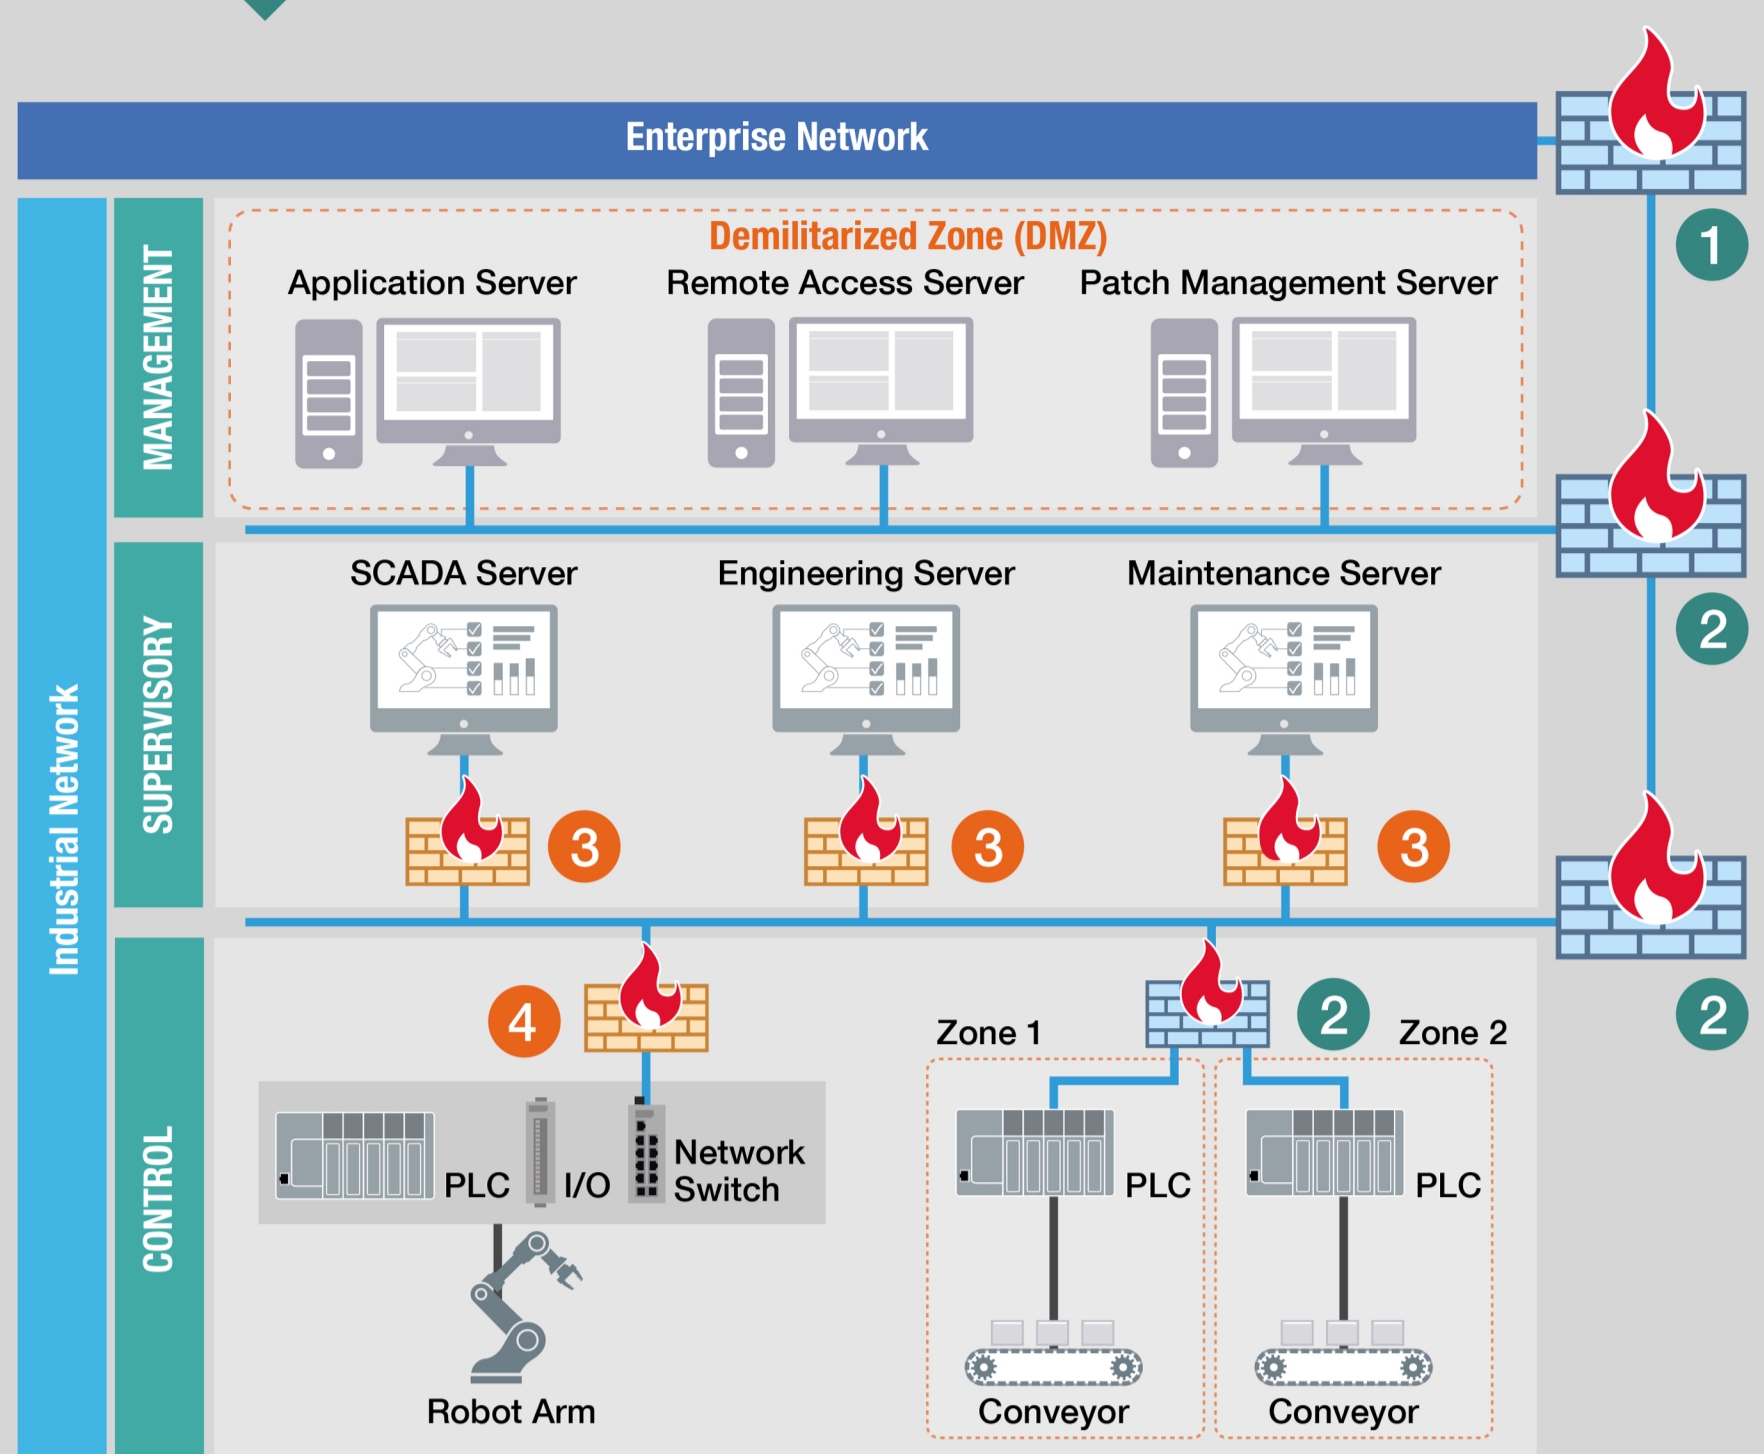 Enterprise Network
1
Industrial Network
MANAGEMENT
Demilitarized Zone (DMZ)
Application Server
Remote Access Server
Patch Management Server
2
SUPERVISORY
SCADA Server
Engineering Server
Maintenance Server
3
3
3
2
CONTROL
4
2
Zone 1
Zone 2
PLC
I/O
Network
Switch
PLC
PLC
Robot Arm
Conveyor
Conveyor